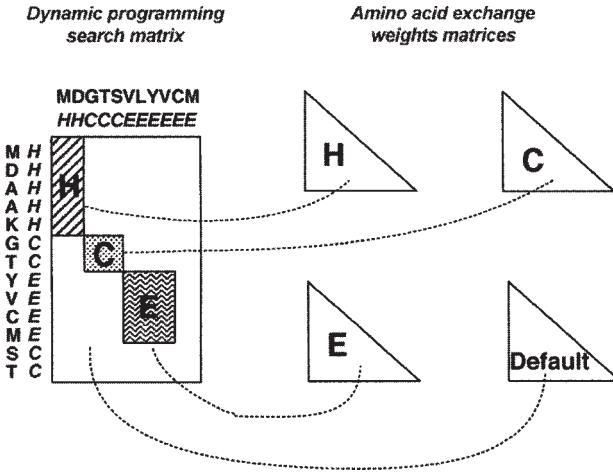 Dynamic programming
search matrix
Amino acid exchange
weights matrices
MDGTSVLYVCM
HHCCCEEEEEE
M H
D H
A H
A H
K H
G C
T C
Y E
V E
C E
M E
S C
T C
H
C
E
H
C
E
Default